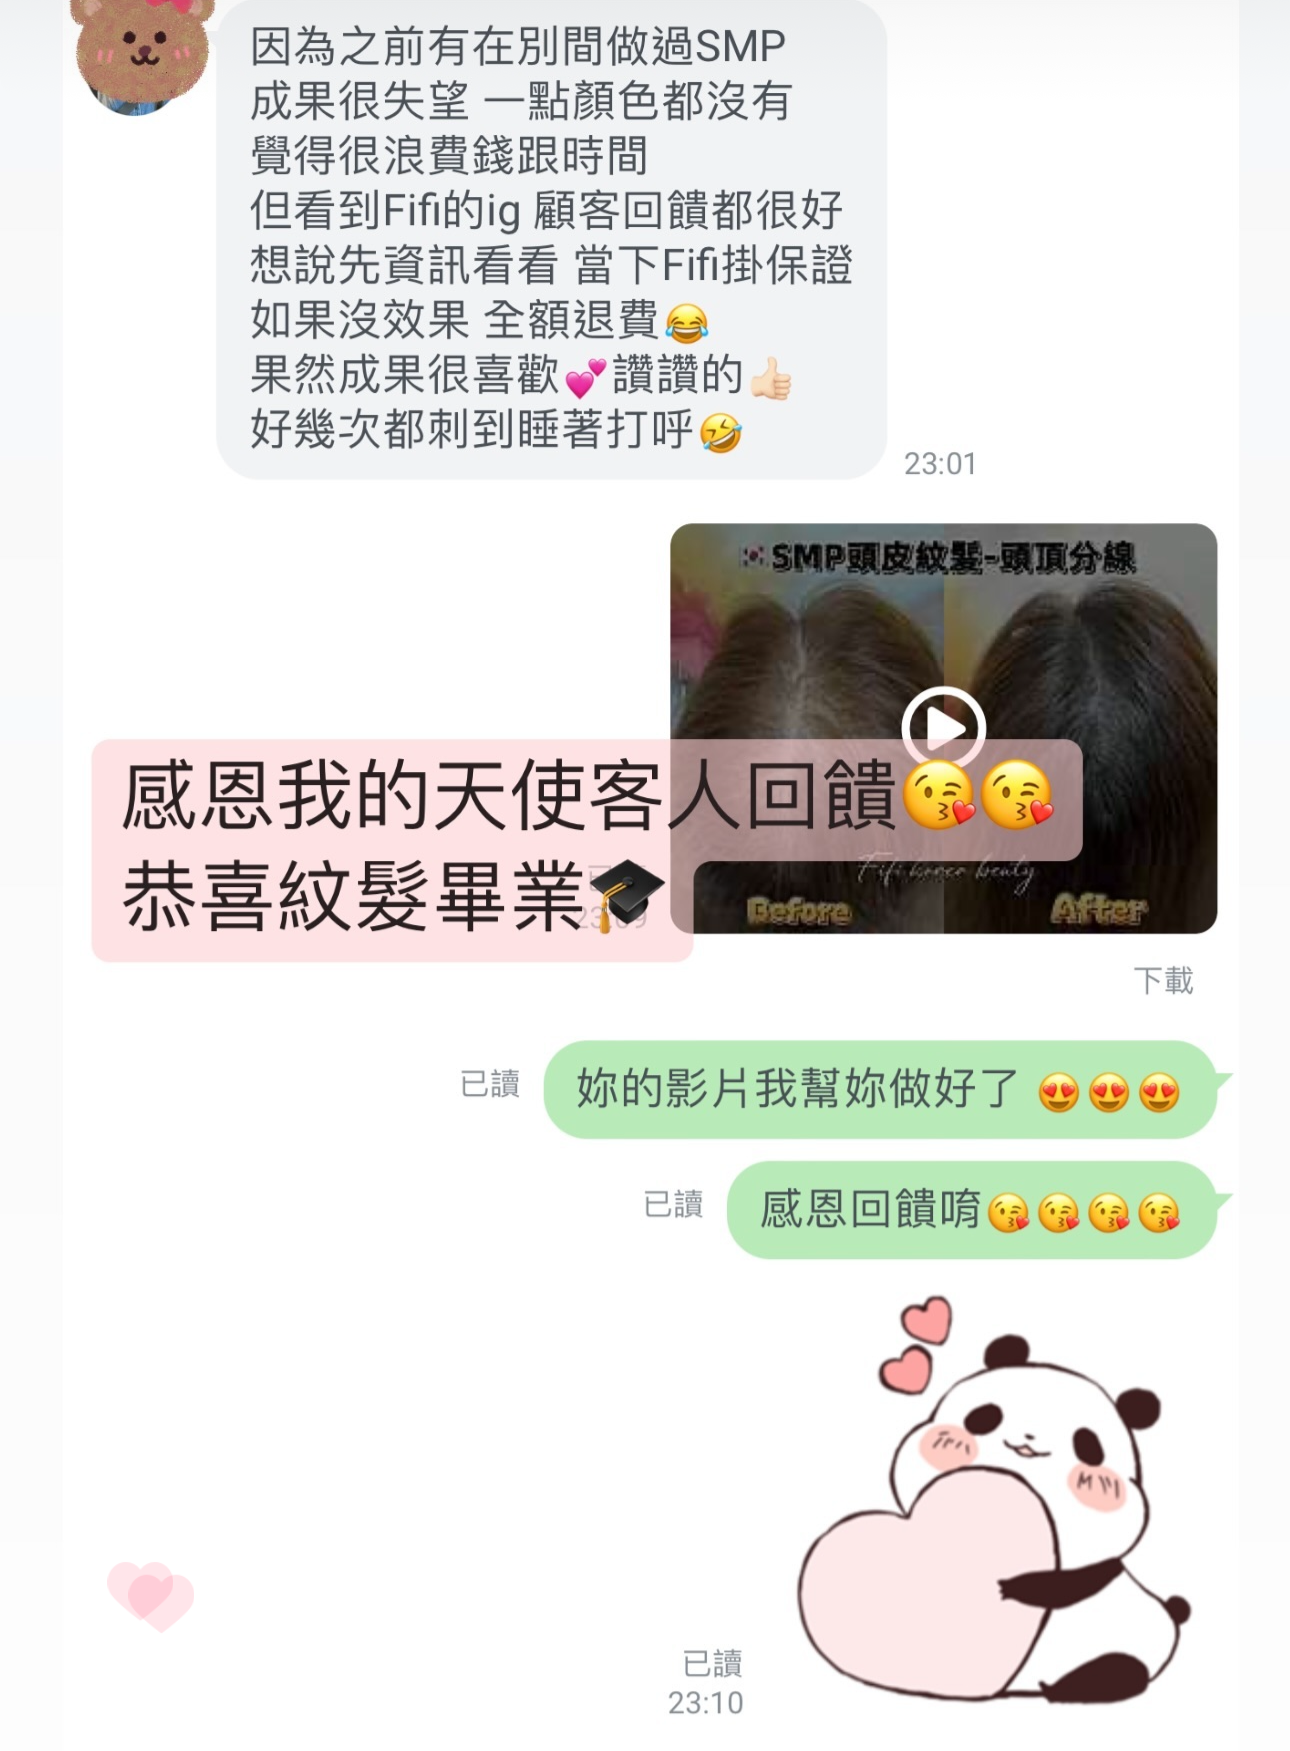 因為之前有在別間做過SMP
成果很失望 一點顏色都沒有
覺得很浪費錢跟時間
但看到Fifi的ig 顧客回饋都很好
想說先資訊看看 當下Fifi掛保證
如果沒效果 全額退費😂
果然成果很喜歡💕讚讚的👍🏻
好幾次都刺到睡著打呼🤣
23:01
🇰🇷SMP頭皮紋髮-頭頂分線
感恩我的天使客人回饋😘😘
恭喜紋髮畢業🎓
已讀
23:09
Fifi korea beauty
Before
After
下載
已讀
妳的影片我幫妳做好了 😍😍😍
已讀
感恩回饋唷😘😘😘😘
已讀
23:10